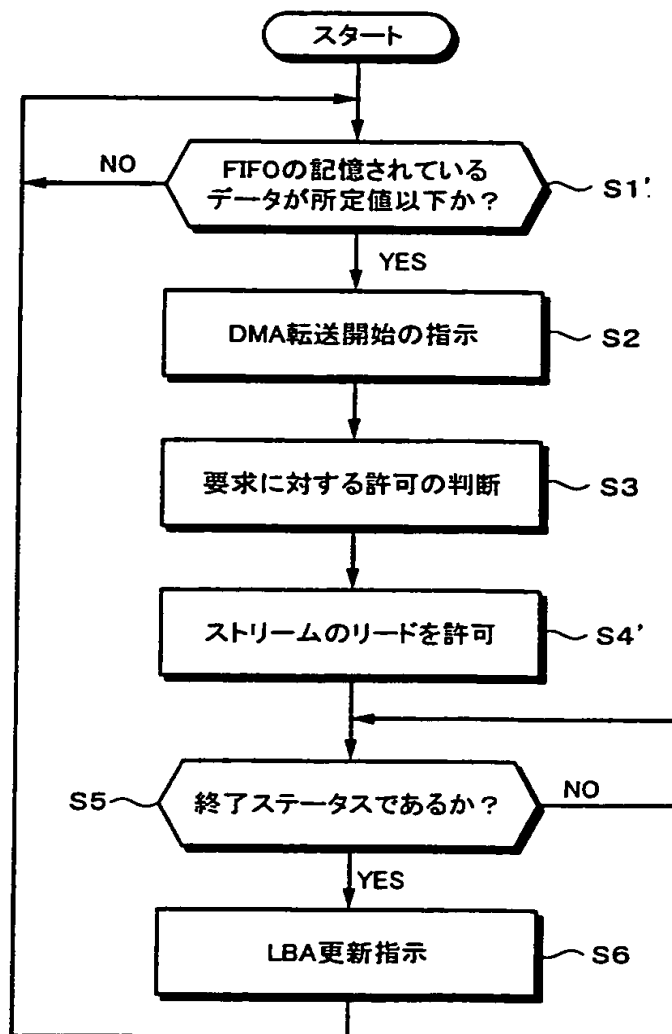 スタート
FIFOの記憶されている
データが所定値以下か？
NO
S1'
YES
DMA転送開始の指示
S2
要求に対する許可の判断
S3
ストリームのリードを許可
S4'
S5
終了ステータスであるか？
NO
YES
LBA更新指示
S6